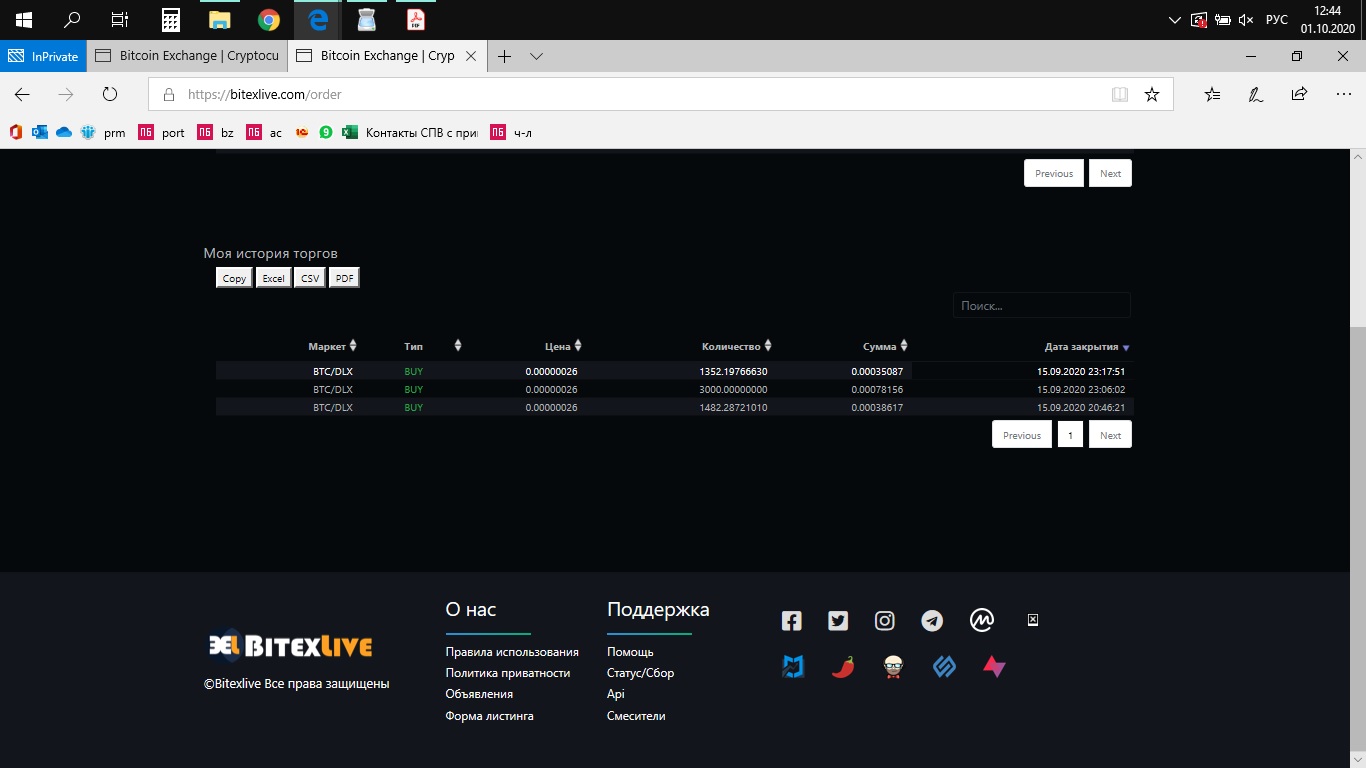 12:44
РУС
01.10.2020
InPrivate
Bitcoin Exchange | Cryptocu
Bitcoin Exchange | Cryp
https://bitexlive.com/order
prm
ПБ port
ПБ bz
ПБ ac
9
Контакты СПВ с при
ПБ ч-л
Previous Next
Моя история торгов
Copy Excel CSV PDF
Поиск...
Маркет Тип Цена Количество Сумма Дата закрытия
BTC/DLX BUY 0.00000026 1352.19766630 0.00035087 15.09.2020 23:17:51
BTC/DLX BUY 0.00000026 3000.00000000 0.00078156 15.09.2020 23:06:02
BTC/DLX BUY 0.00000026 1482.28721010 0.00038617 15.09.2020 20:46:21
Previous 1 Next
BITEXLIVE
©Bitexlive Все права защищены
О нас
Правила использования
Политика приватности
Объявления
Форма листинга
Поддержка
Помощь
Статус/Сбор
Api
Смесители